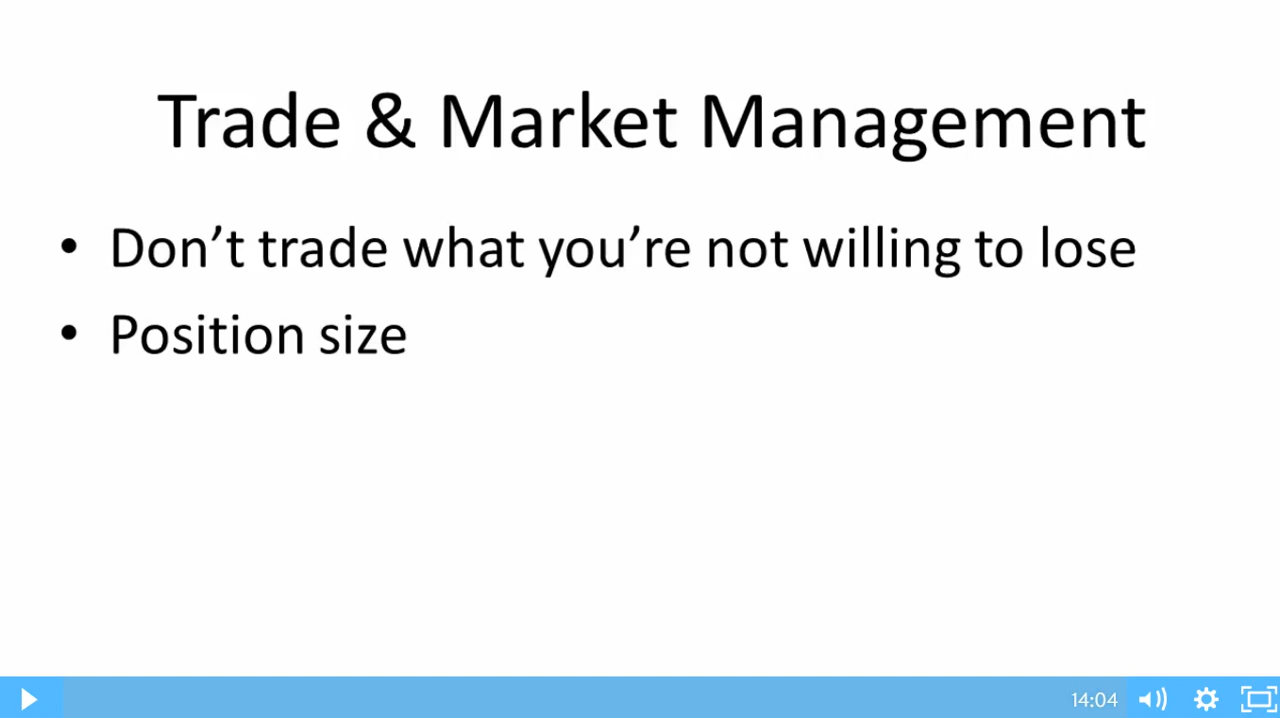 Trade & Market Management
• Don’t trade what you’re not willing to lose
• Position size
14:04